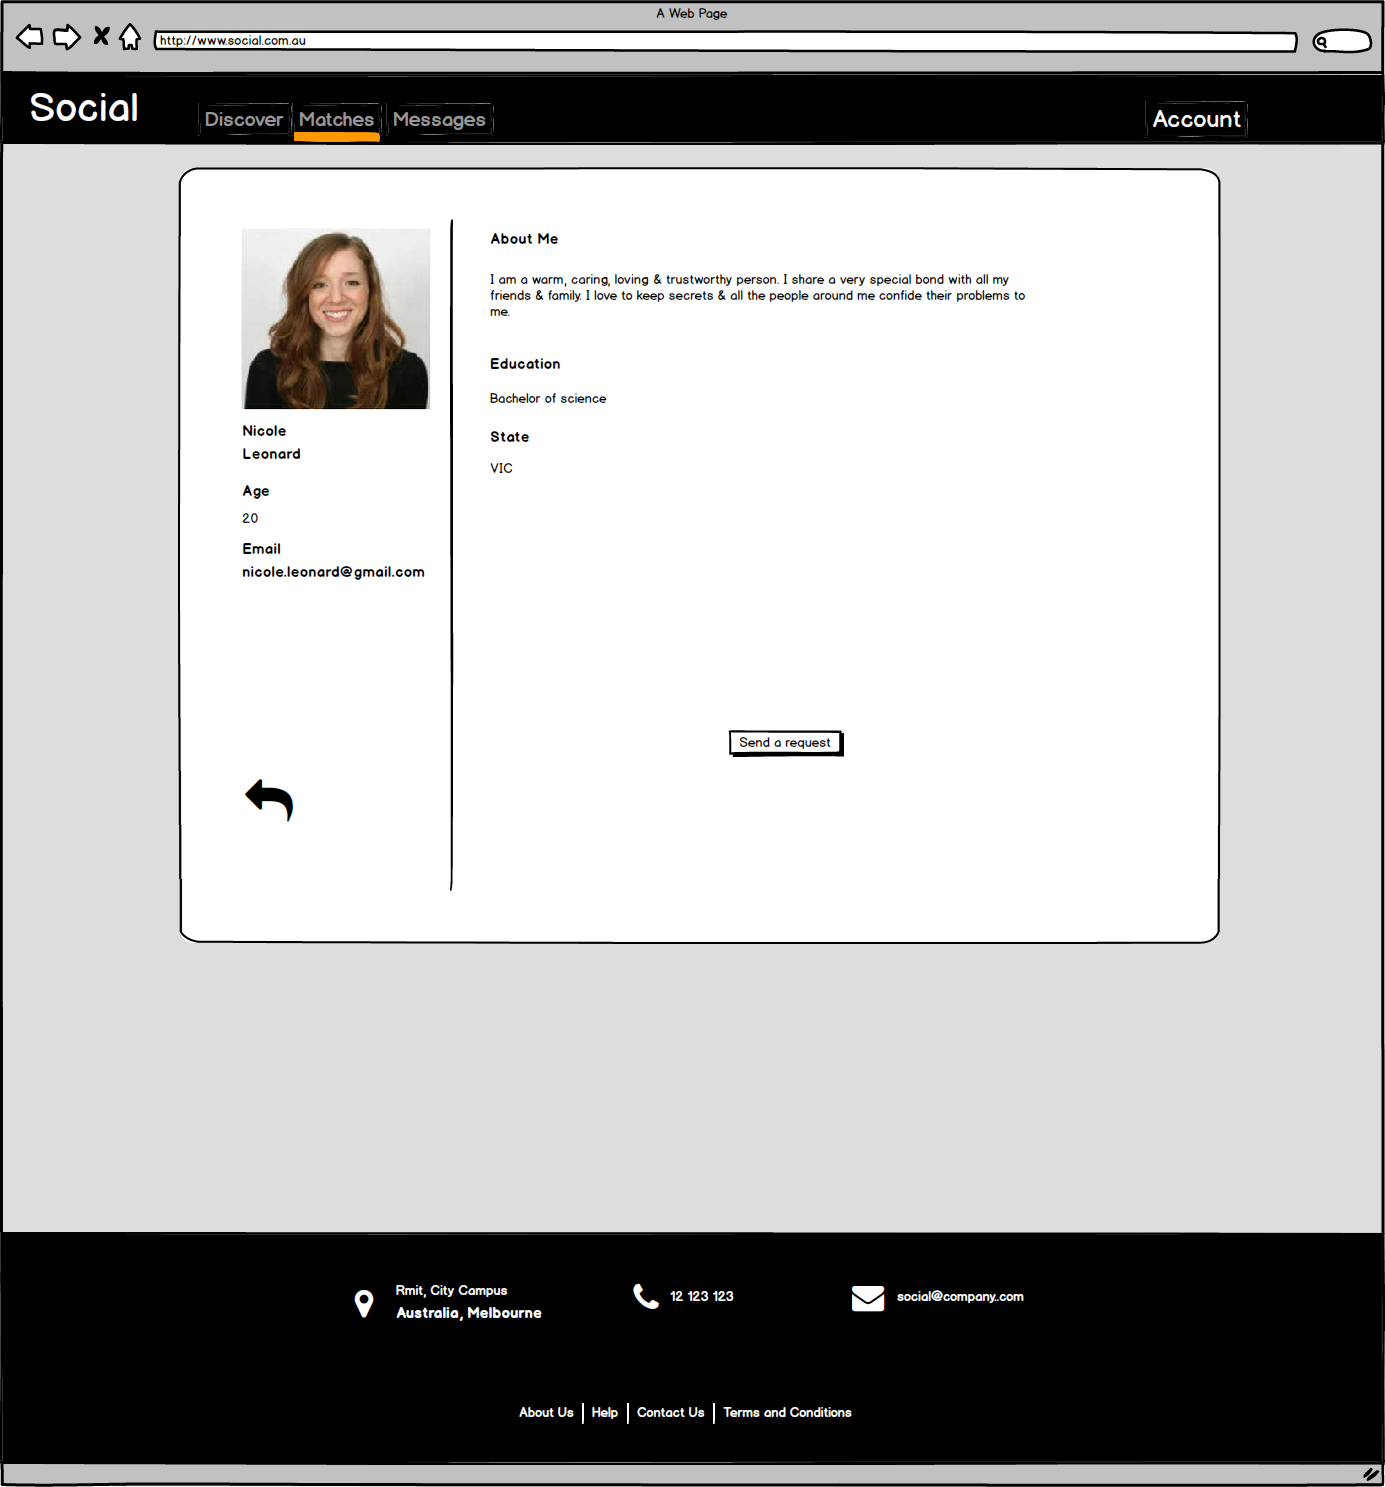 A Web Page
http://www.social.com.au
Social
Discover
Matches
Messages
Account
Nicole
Leonard
Age
20
Email
nicole.leonard@gmail.com
About Me
I am a warm, caring, loving & trustworthy person. I share a very special bond with all my
friends & family. I love to keep secrets & all the people around me confide their problems to
me.
Education
Bachelor of science
State
VIC
Send a request
Rmit, City Campus
Australia, Melbourne
12 123 123
social@company..com
About Us
Help
Contact Us
Terms and Conditions